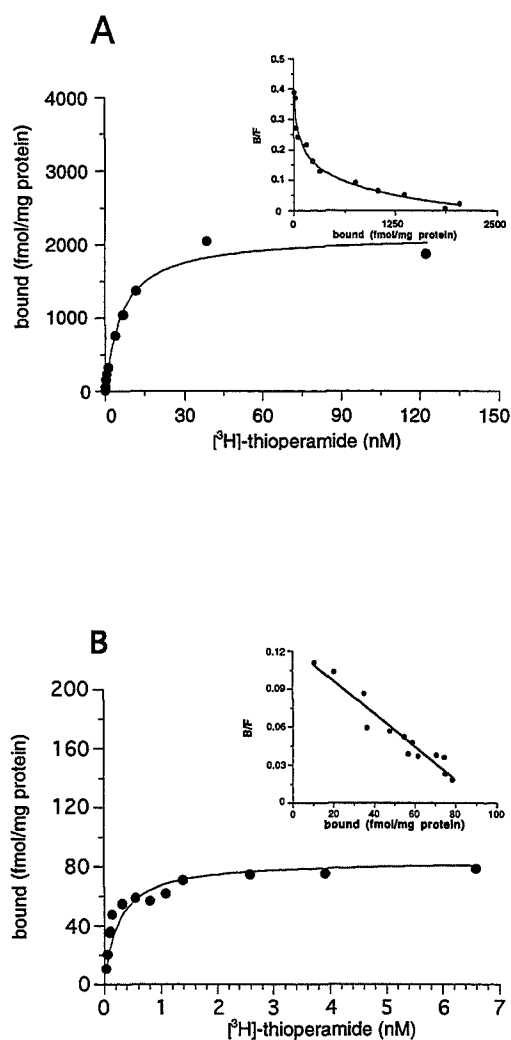 A
0.5
0.4
0.3
0.2
0.1
0
B/F
0 1250 2500
bound (fmol/mg protein)
4000
3000
2000
1000
0
bound (fmol/mg protein)
0 30 60 90 120 150
[³H]-thioperamide (nM)
B
0.12
0.09
0.06
0.03
0
B/F
20 40 60 80 100
bound (fmol/mg protein)
200
160
120
80
40
0
bound (fmol/mg protein)
0 1 2 3 4 5 6 7
[³H]-thioperamide (nM)